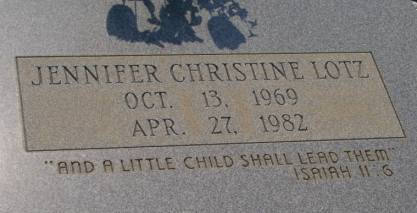 JENNIFER CHRISTINE LOTZ
OCT. 13, 1969
APR. 27, 1982
"AND A LITTLE CHILD SHALL LEAD THEM"
ISAIAH 11:6